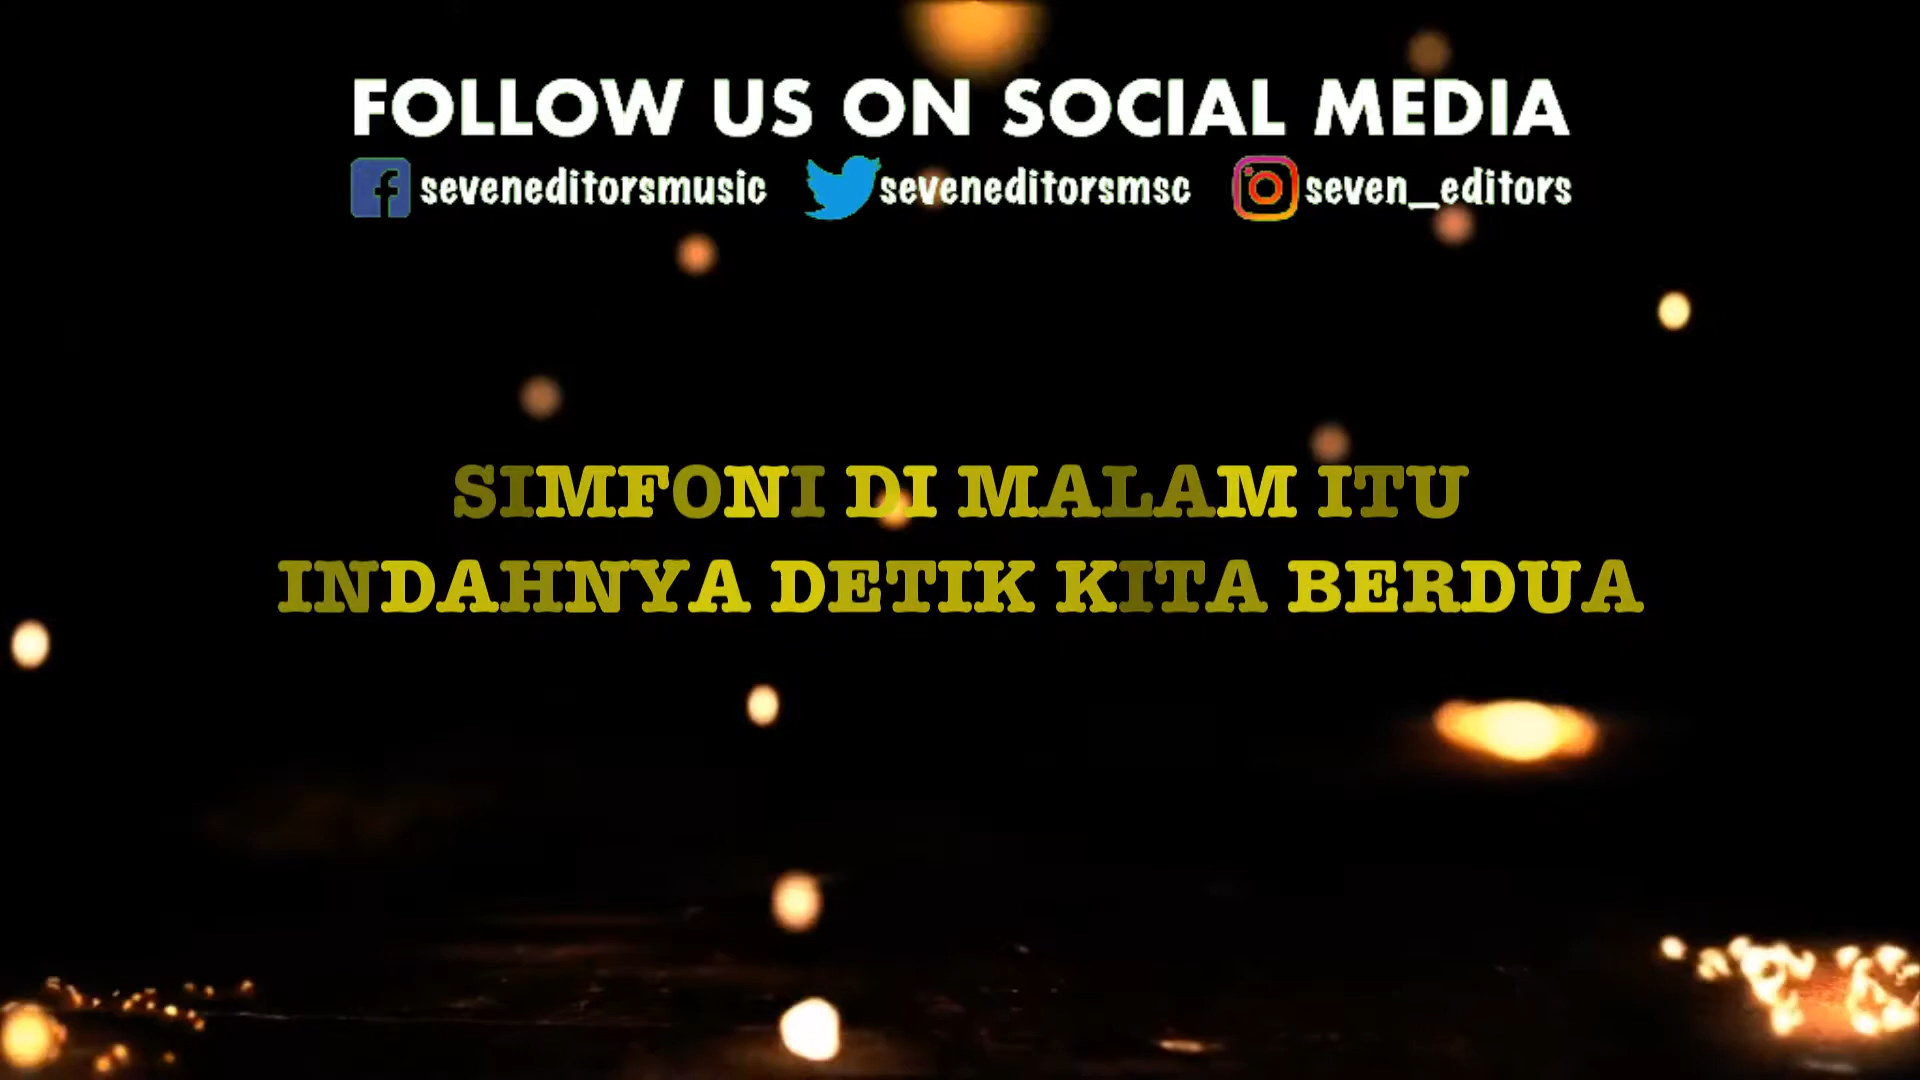 FOLLOW US ON SOCIAL MEDIA
seveneditorsmusic seveneditorsmsc seven_editors
SIMFONI DI MALAM ITU
INDAHNYA DETIK KITA BERDUA